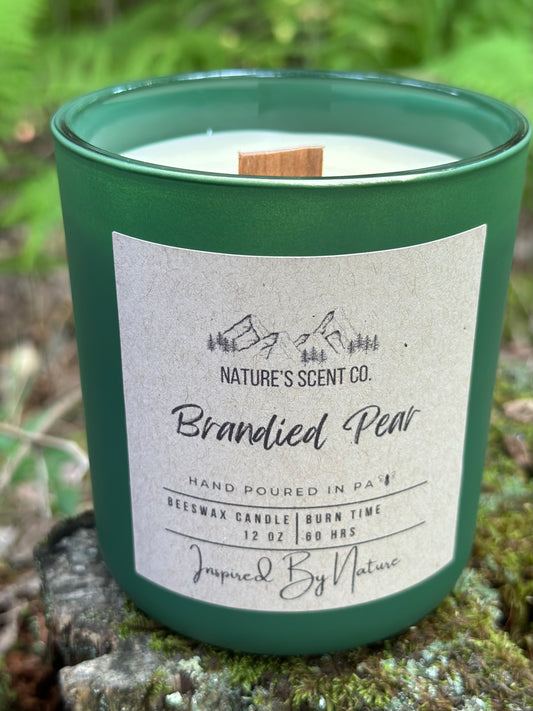 NATURE'S SCENT CO.
Brandied Pear
HAND POURED IN PA
BEESWAX CANDLE | BURN TIME
12 OZ | 60 HRS
Inspired By Nature